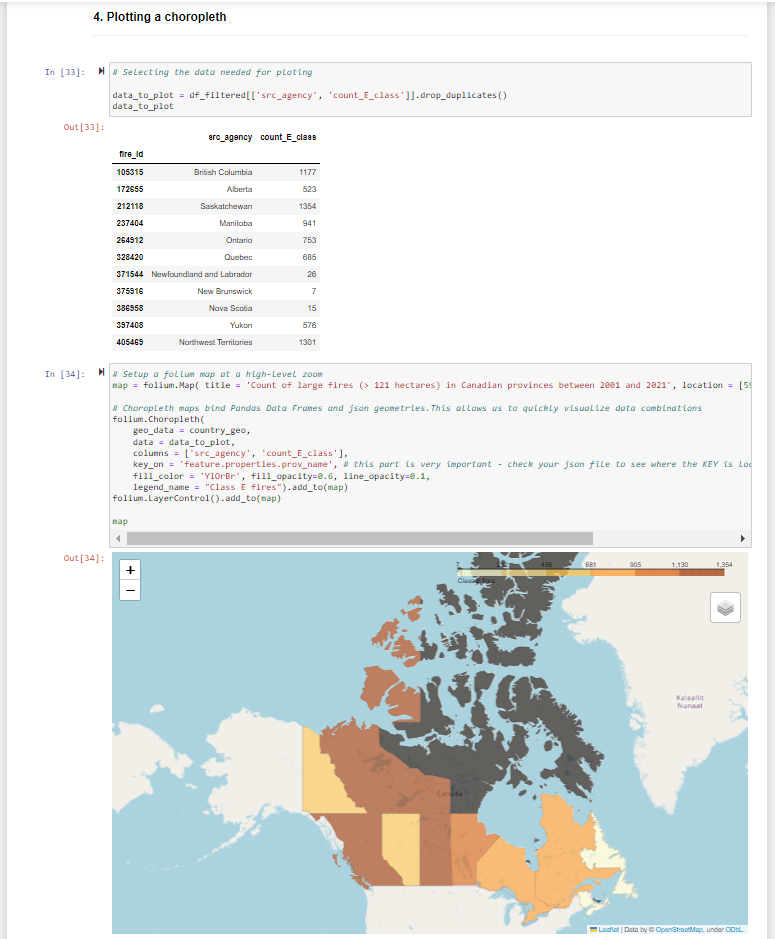 4. Plotting a choropleth
In [33]:
# Selecting the data needed for ploting
data_to_plot = df_filtered[['src_agency', 'count_E_class']].drop_duplicates()
data_to_plot
Out[33]:
src_agency count_E_class
fire_id
105315 British Columbia 1177
172655 Alberta 523
212118 Saskatchewan 1354
237404 Manitoba 941
264912 Ontario 753
328420 Quebec 685
371544 Newfoundland and Labrador 26
375916 New Brunswick 7
386958 Nova Scotia 15
397408 Yukon 576
405469 Northwest Territories 1301
In [34]:
# Setup a folium map at a high-level zoom
map = folium.Map( title = 'Count of large fires (> 121 hectares) in Canadian provinces between 2001 and 2021', location = [5
# Choropleth maps bind Pandas Data Frames and json geometries.This allows us to quickly visualize data combinations
folium.Choropleth(
geo_data = country_geo,
data = data_to_plot,
columns = ['src_agency', 'count_E_class'],
key_on = 'feature.properties.prov_name', # this part is very important - check your json file to see where the KEY is loc
fill_color = 'YlOrBr', fill_opacity=0.6, line_opacity=0.1,
legend_name = "Class E fires").add_to(map)
folium.LayerControl().add_to(map)
map
Out[34]:
+
−
7 232 456 681 905 1,130 1,354
Class E fires
Kalaallit
Nunaat
Canada
Leaflet | Data by © OpenStreetMap, under ODbL.